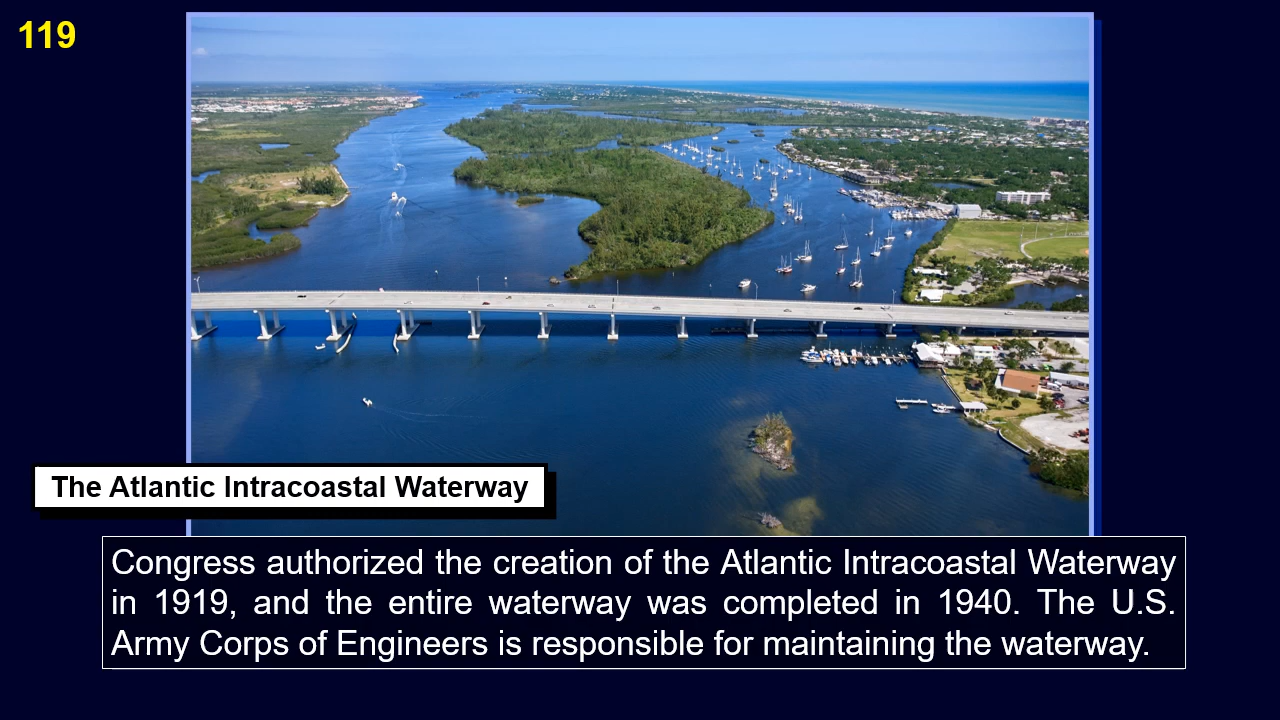 119
The Atlantic Intracoastal Waterway
Congress authorized the creation of the Atlantic Intracoastal Waterway
in 1919, and the entire waterway was completed in 1940. The U.S.
Army Corps of Engineers is responsible for maintaining the waterway.